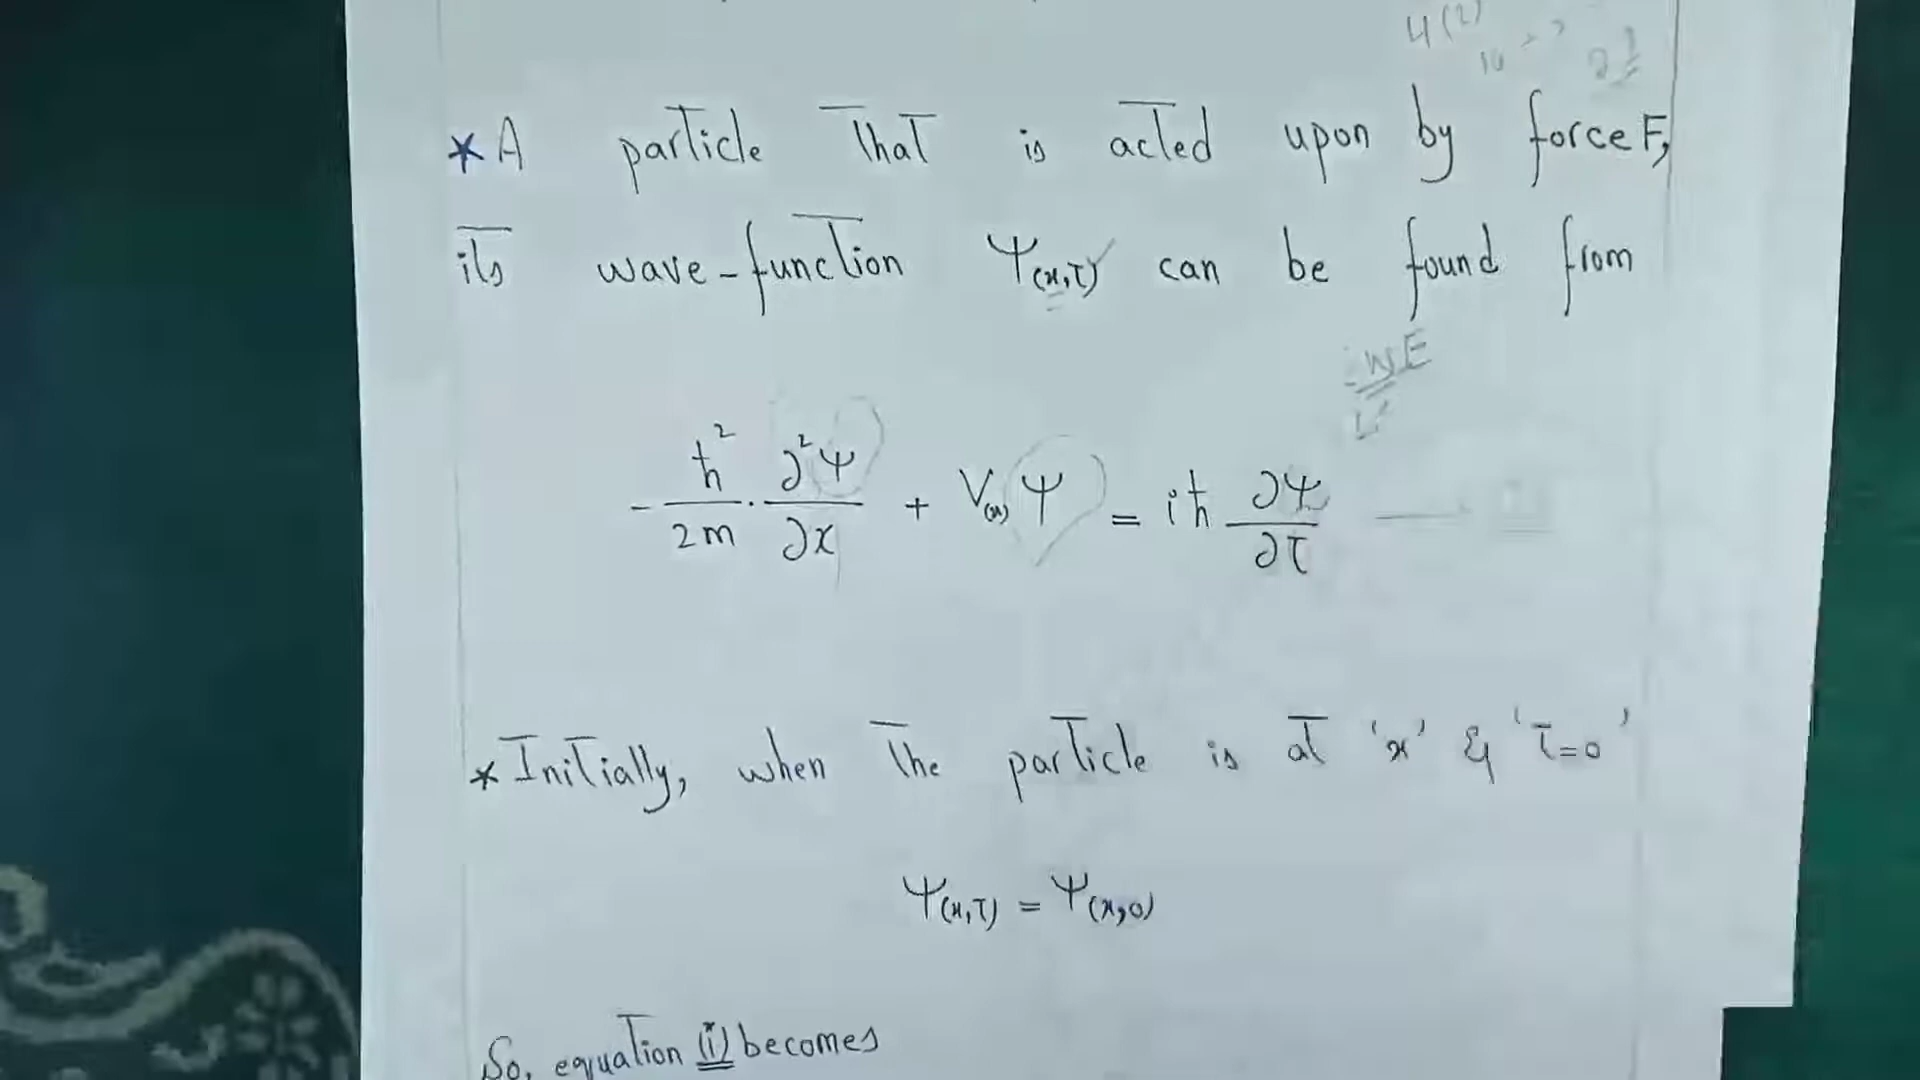 * A particle that is acted upon by force F,
its wave-function Ψ(x,t) can be found from
-ħ²/2m · ∂²Ψ/∂x + V(x) Ψ = iħ ∂Ψ/∂t
* Initially, when the particle is at 'x' & 't=0'
Ψ(x,t) = Ψ(x,0)
So, equation (i) becomes